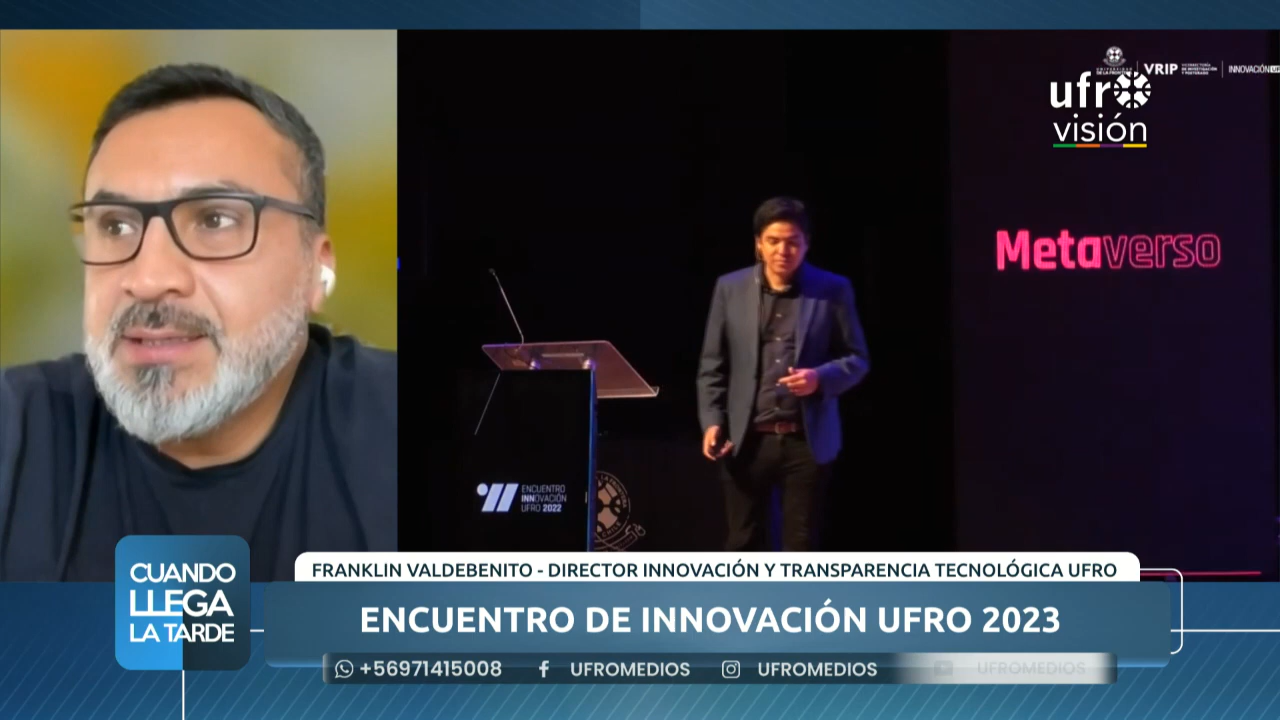 VRIP
INNOVACIÓN
ufro
visión
Metaverso
ENCUENTRO
INNOVACIÓN
UFRO 2022
CUANDO
LLEGA
LA TARDE
FRANKLIN VALDEBENITO - DIRECTOR INNOVACIÓN Y TRANSPARENCIA TECNOLÓGICA UFRO
ENCUENTRO DE INNOVACIÓN UFRO 2023
+56971415008 UFROMEDIOS UFROMEDIOS UFROMEDIOS